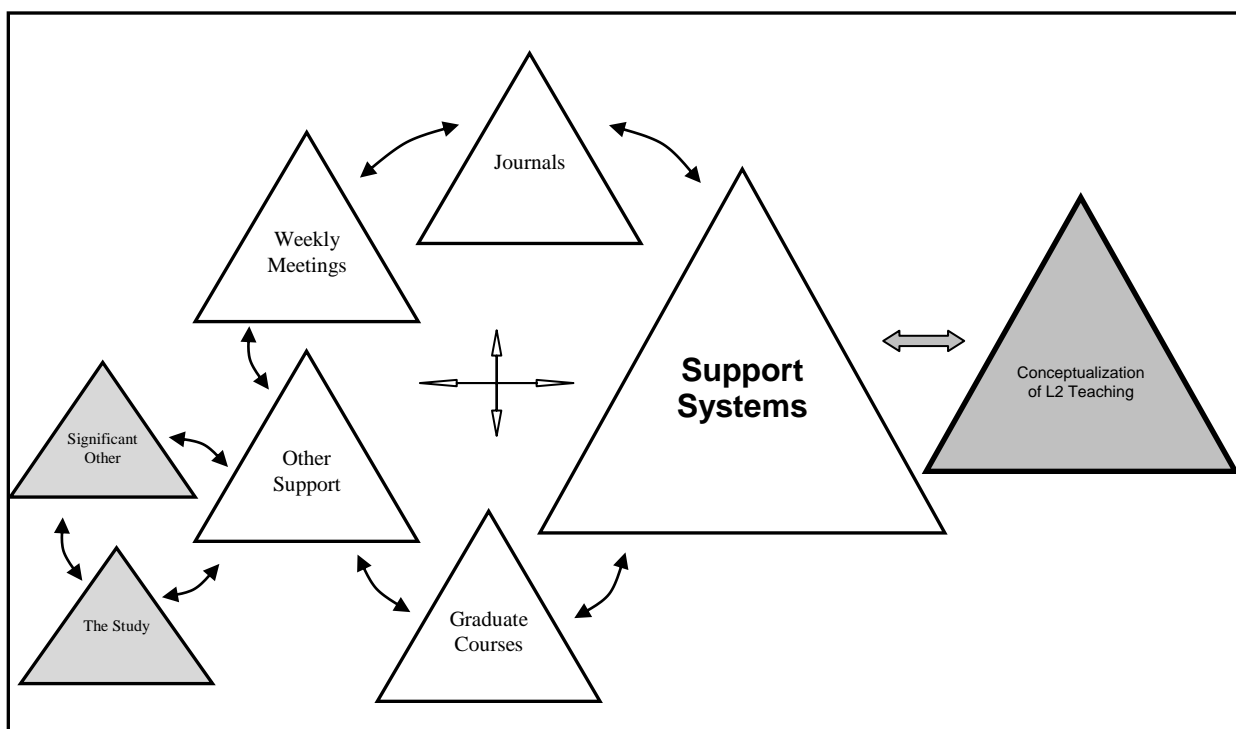 Journals
Weekly
Meetings
Support
Systems
Conceptualization
of L2 Teaching
Significant
Other
Other
Support
The Study
Graduate
Courses